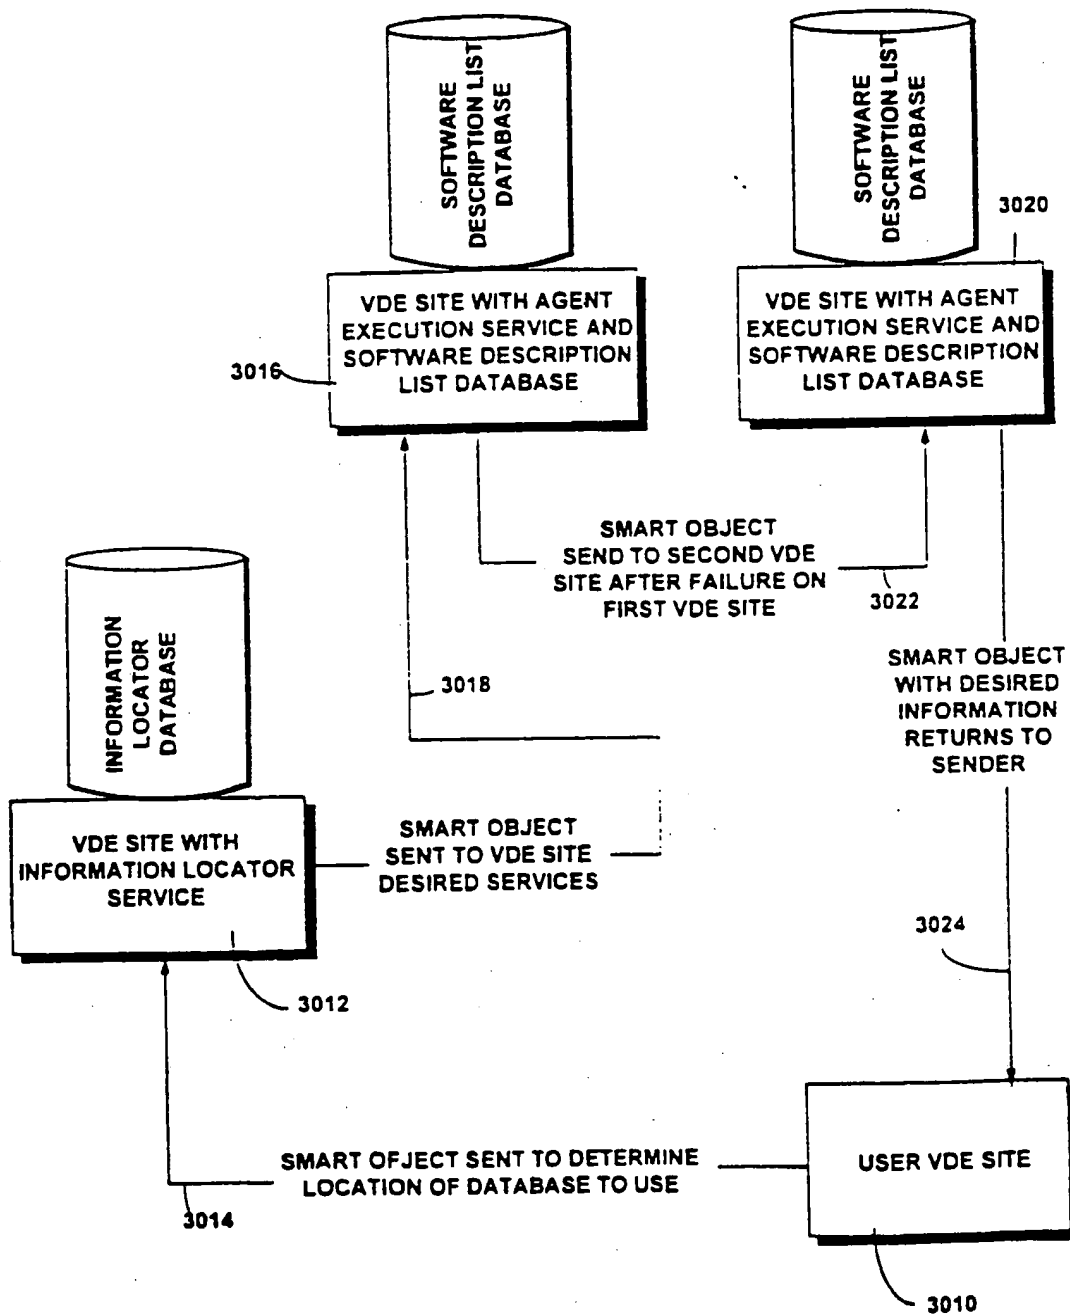 SOFTWARE
DESCRIPTION LIST
DATABASE
SOFTWARE
DESCRIPTION LIST
DATABASE
3020
VDE SITE WITH AGENT
EXECUTION SERVICE AND
SOFTWARE DESCRIPTION
LIST DATABASE
3016
VDE SITE WITH AGENT
EXECUTION SERVICE AND
SOFTWARE DESCRIPTION
LIST DATABASE
SMART OBJECT
SEND TO SECOND VDE
SITE AFTER FAILURE ON
FIRST VDE SITE
3022
INFORMATION
LOCATOR
DATABASE
3018
SMART OBJECT
WITH DESIRED
INFORMATION
RETURNS TO
SENDER
VDE SITE WITH
INFORMATION LOCATOR
SERVICE
SMART OBJECT
SENT TO VDE SITE
DESIRED SERVICES
3024
3012
SMART OFJECT SENT TO DETERMINE
LOCATION OF DATABASE TO USE
3014
USER VDE SITE
3010